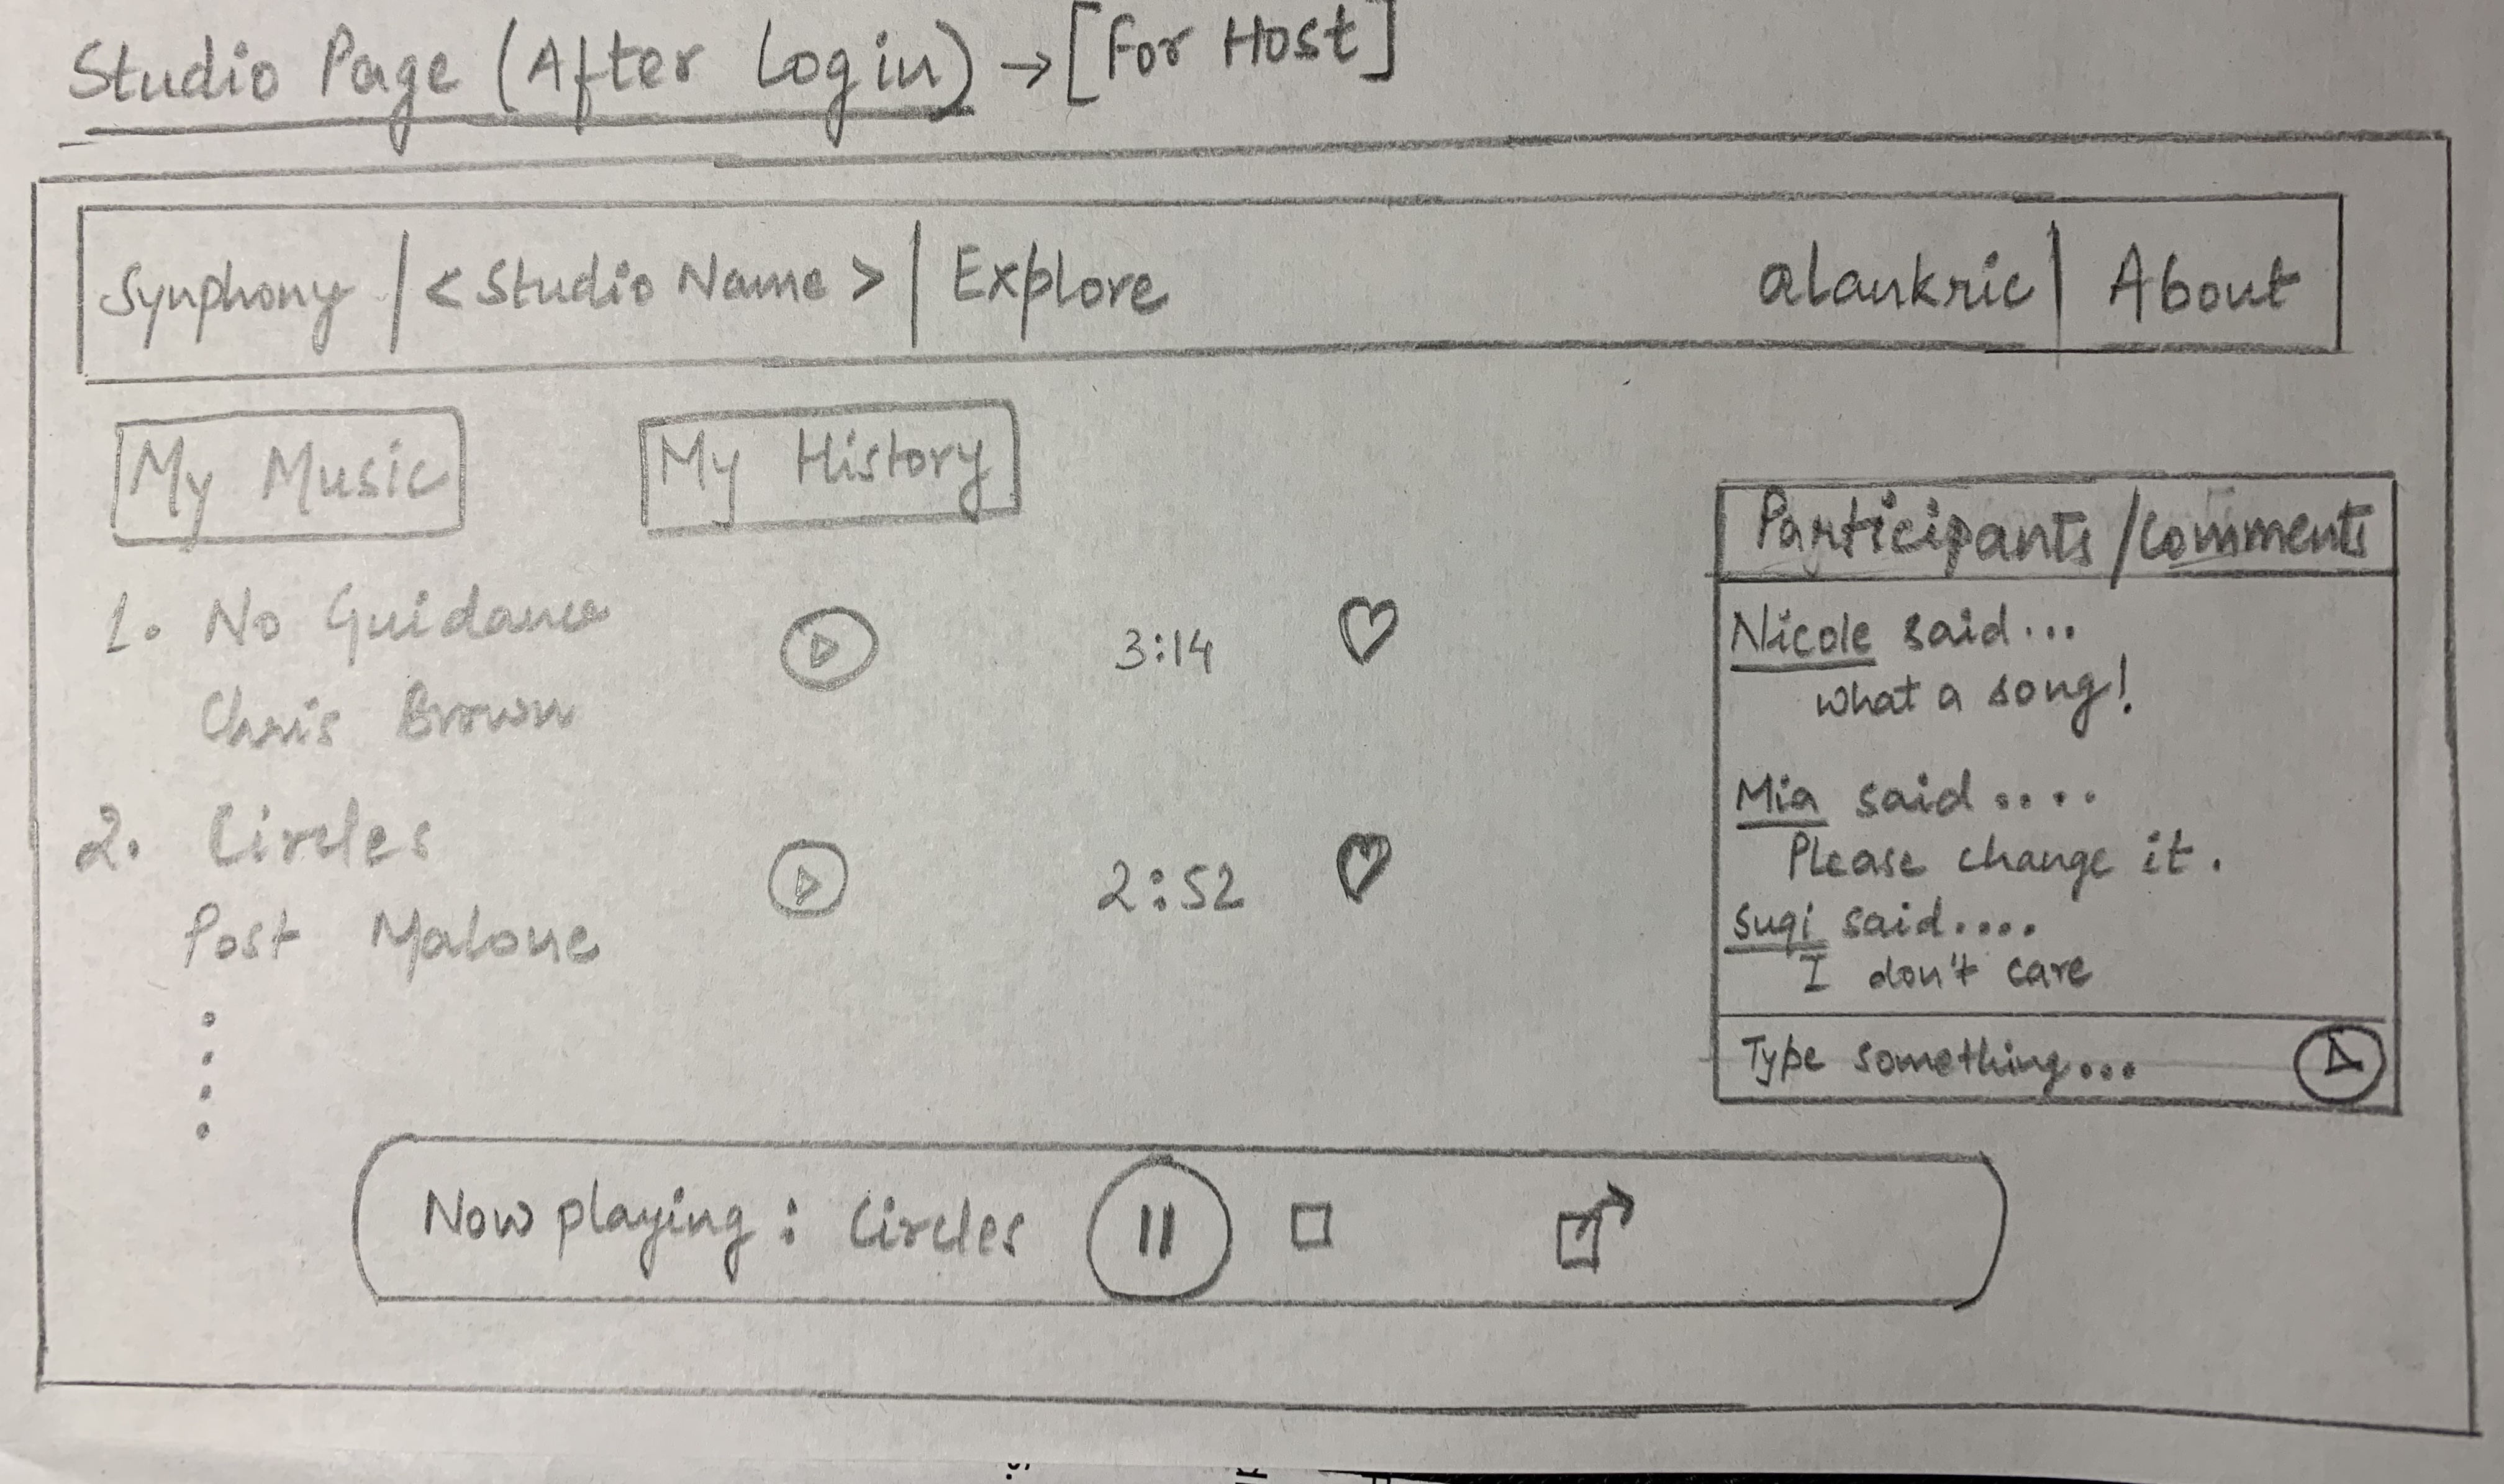 Studio Page (After Login) → [For Host]
Synphony | < Studio Name > | Explore alankric | About
My Music My History
1. No Guidance 3:14
Chris Brown
2. Circles 2:52
Post Malone
Participants / Comments
Nicole said...
what a song!
Mia said....
Please change it.
Sugi said....
I don't care
Type something...
Now playing : Circles